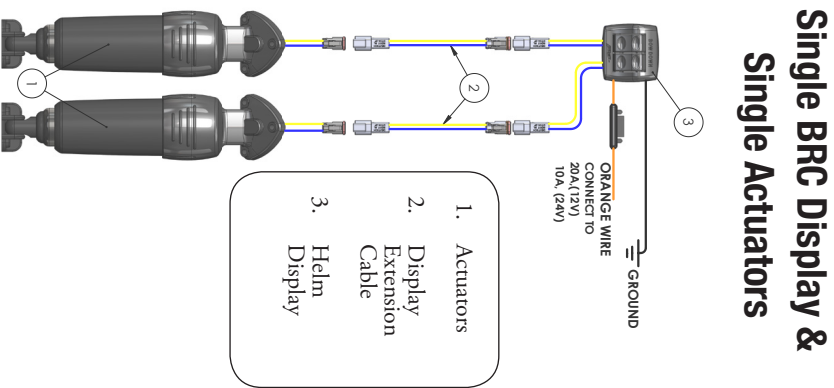 Single BRC Display &
Single Actuators
3
2
1
ORANGE WIRE
CONNECT TO
20A,(12V)
10A, (24V)
GROUND
1. Actuators
2. Display
Extension
Cable
3. Helm
Display